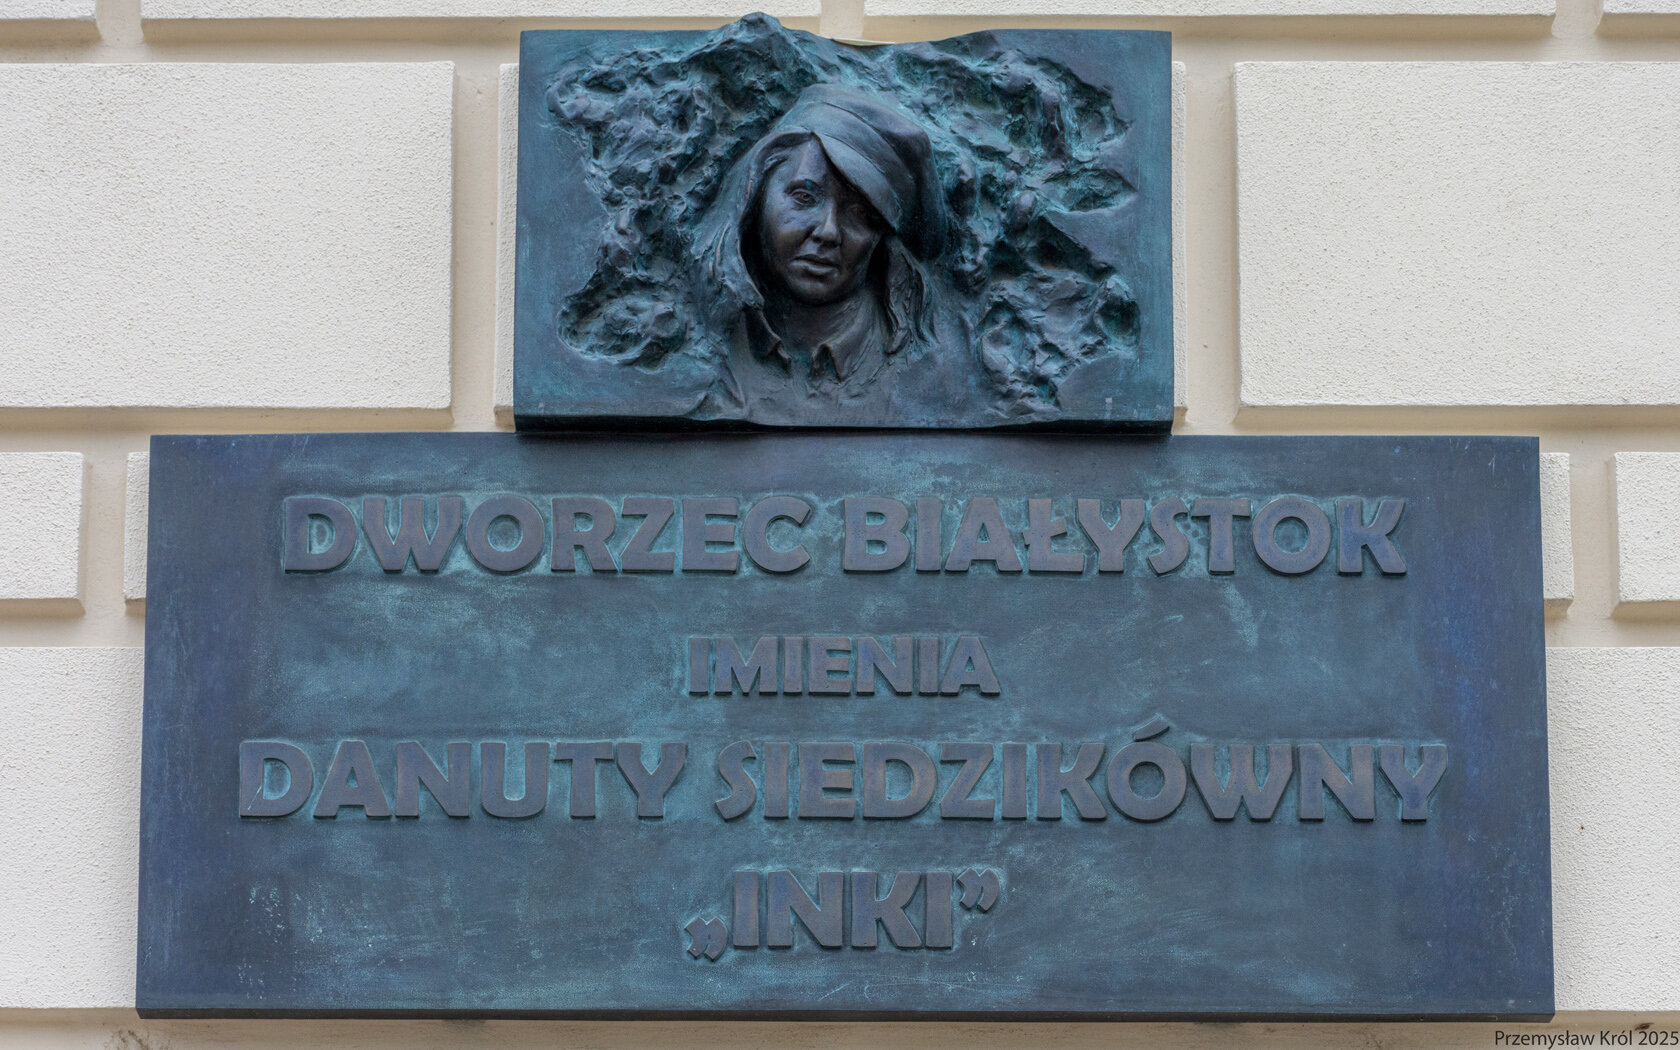 DWORZEC BIAŁYSTOK
IMIENIA
DANUTY SIEDZIKÓWNY
„INKI”
Przemysław Król 2025